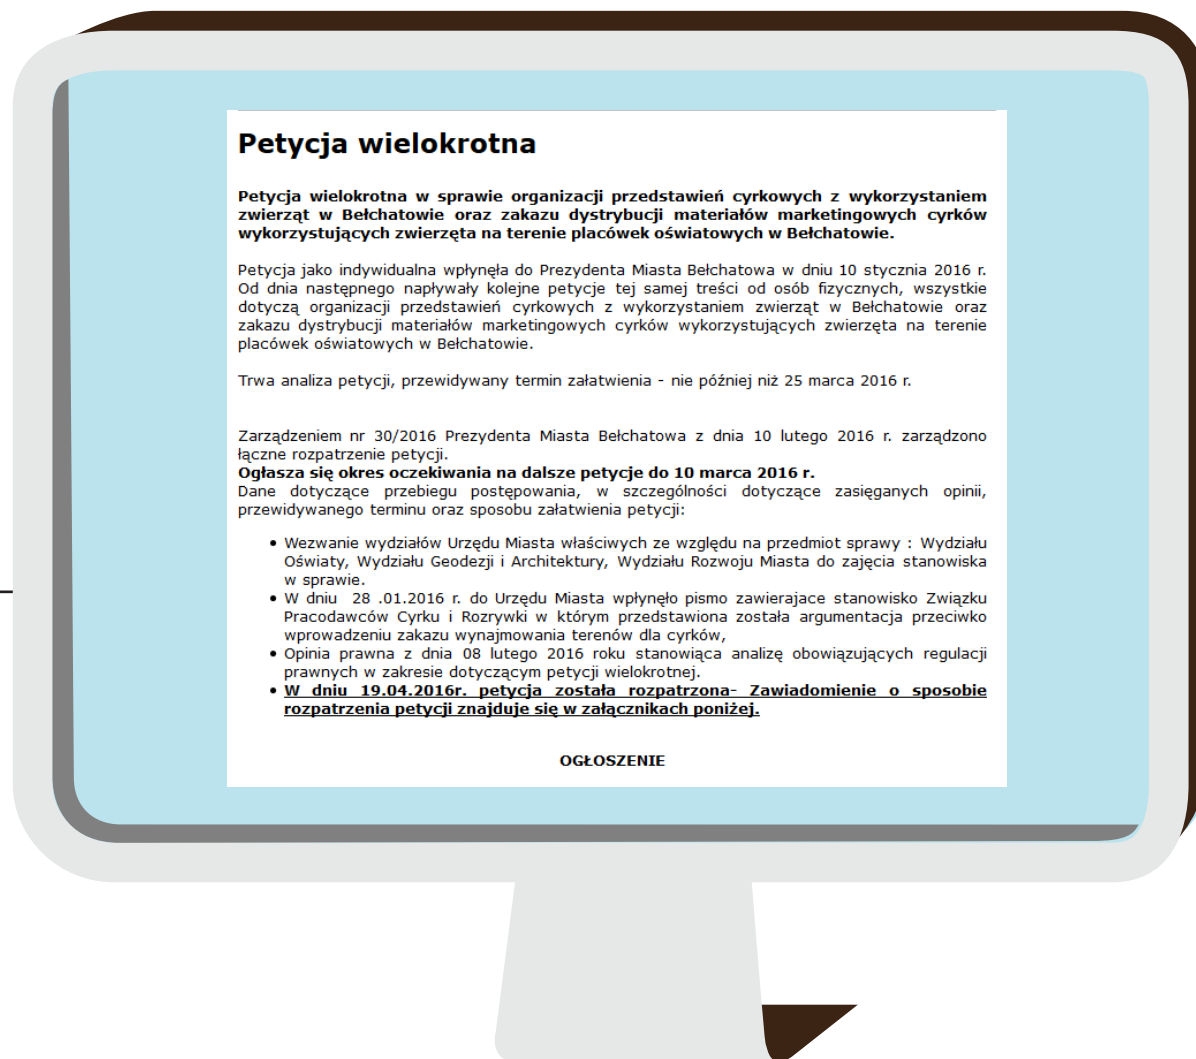 Petycja wielokrotna
Petycja wielokrotna w sprawie organizacji przedstawień cyrkowych z wykorzystaniem
zwierząt w Bełchatowie oraz zakazu dystrybucji materiałów marketingowych cyrków
wykorzystujących zwierzęta na terenie placówek oświatowych w Bełchatowie.
Petycja jako indywidualna wpłynęła do Prezydenta Miasta Bełchatowa w dniu 10 stycznia 2016 r.
Od dnia następnego napływały kolejne petycje tej samej treści od osób fizycznych, wszystkie
dotyczą organizacji przedstawień cyrkowych z wykorzystaniem zwierząt w Bełchatowie oraz
zakazu dystrybucji materiałów marketingowych cyrków wykorzystujących zwierzęta na terenie
placówek oświatowych w Bełchatowie.
Trwa analiza petycji, przewidywany termin załatwienia - nie później niż 25 marca 2016 r.
Zarządzeniem nr 30/2016 Prezydenta Miasta Bełchatowa z dnia 10 lutego 2016 r. zarządzono
łączne rozpatrzenie petycji.
Ogłasza się okres oczekiwania na dalsze petycje do 10 marca 2016 r.
Dane dotyczące przebiegu postępowania, w szczególności dotyczące zasięganych opinii,
przewidywanego terminu oraz sposobu załatwienia petycji:
• Wezwanie wydziałów Urzędu Miasta właściwych ze względu na przedmiot sprawy : Wydziału
Oświaty, Wydziału Geodezji i Architektury, Wydziału Rozwoju Miasta do zajęcia stanowiska
w sprawie.
• W dniu 28 .01.2016 r. do Urzędu Miasta wpłynęło pismo zawierajace stanowisko Związku
Pracodawców Cyrku i Rozrywki w którym przedstawiona została argumentacja przeciwko
wprowadzeniu zakazu wynajmowania terenów dla cyrków,
• Opinia prawna z dnia 08 lutego 2016 roku stanowiąca analizę obowiązujących regulacji
prawnych w zakresie dotyczącym petycji wielokrotnej.
• W dniu 19.04.2016r. petycja została rozpatrzona- Zawiadomienie o sposobie
rozpatrzenia petycji znajduje się w załącznikach poniżej.
OGŁOSZENIE